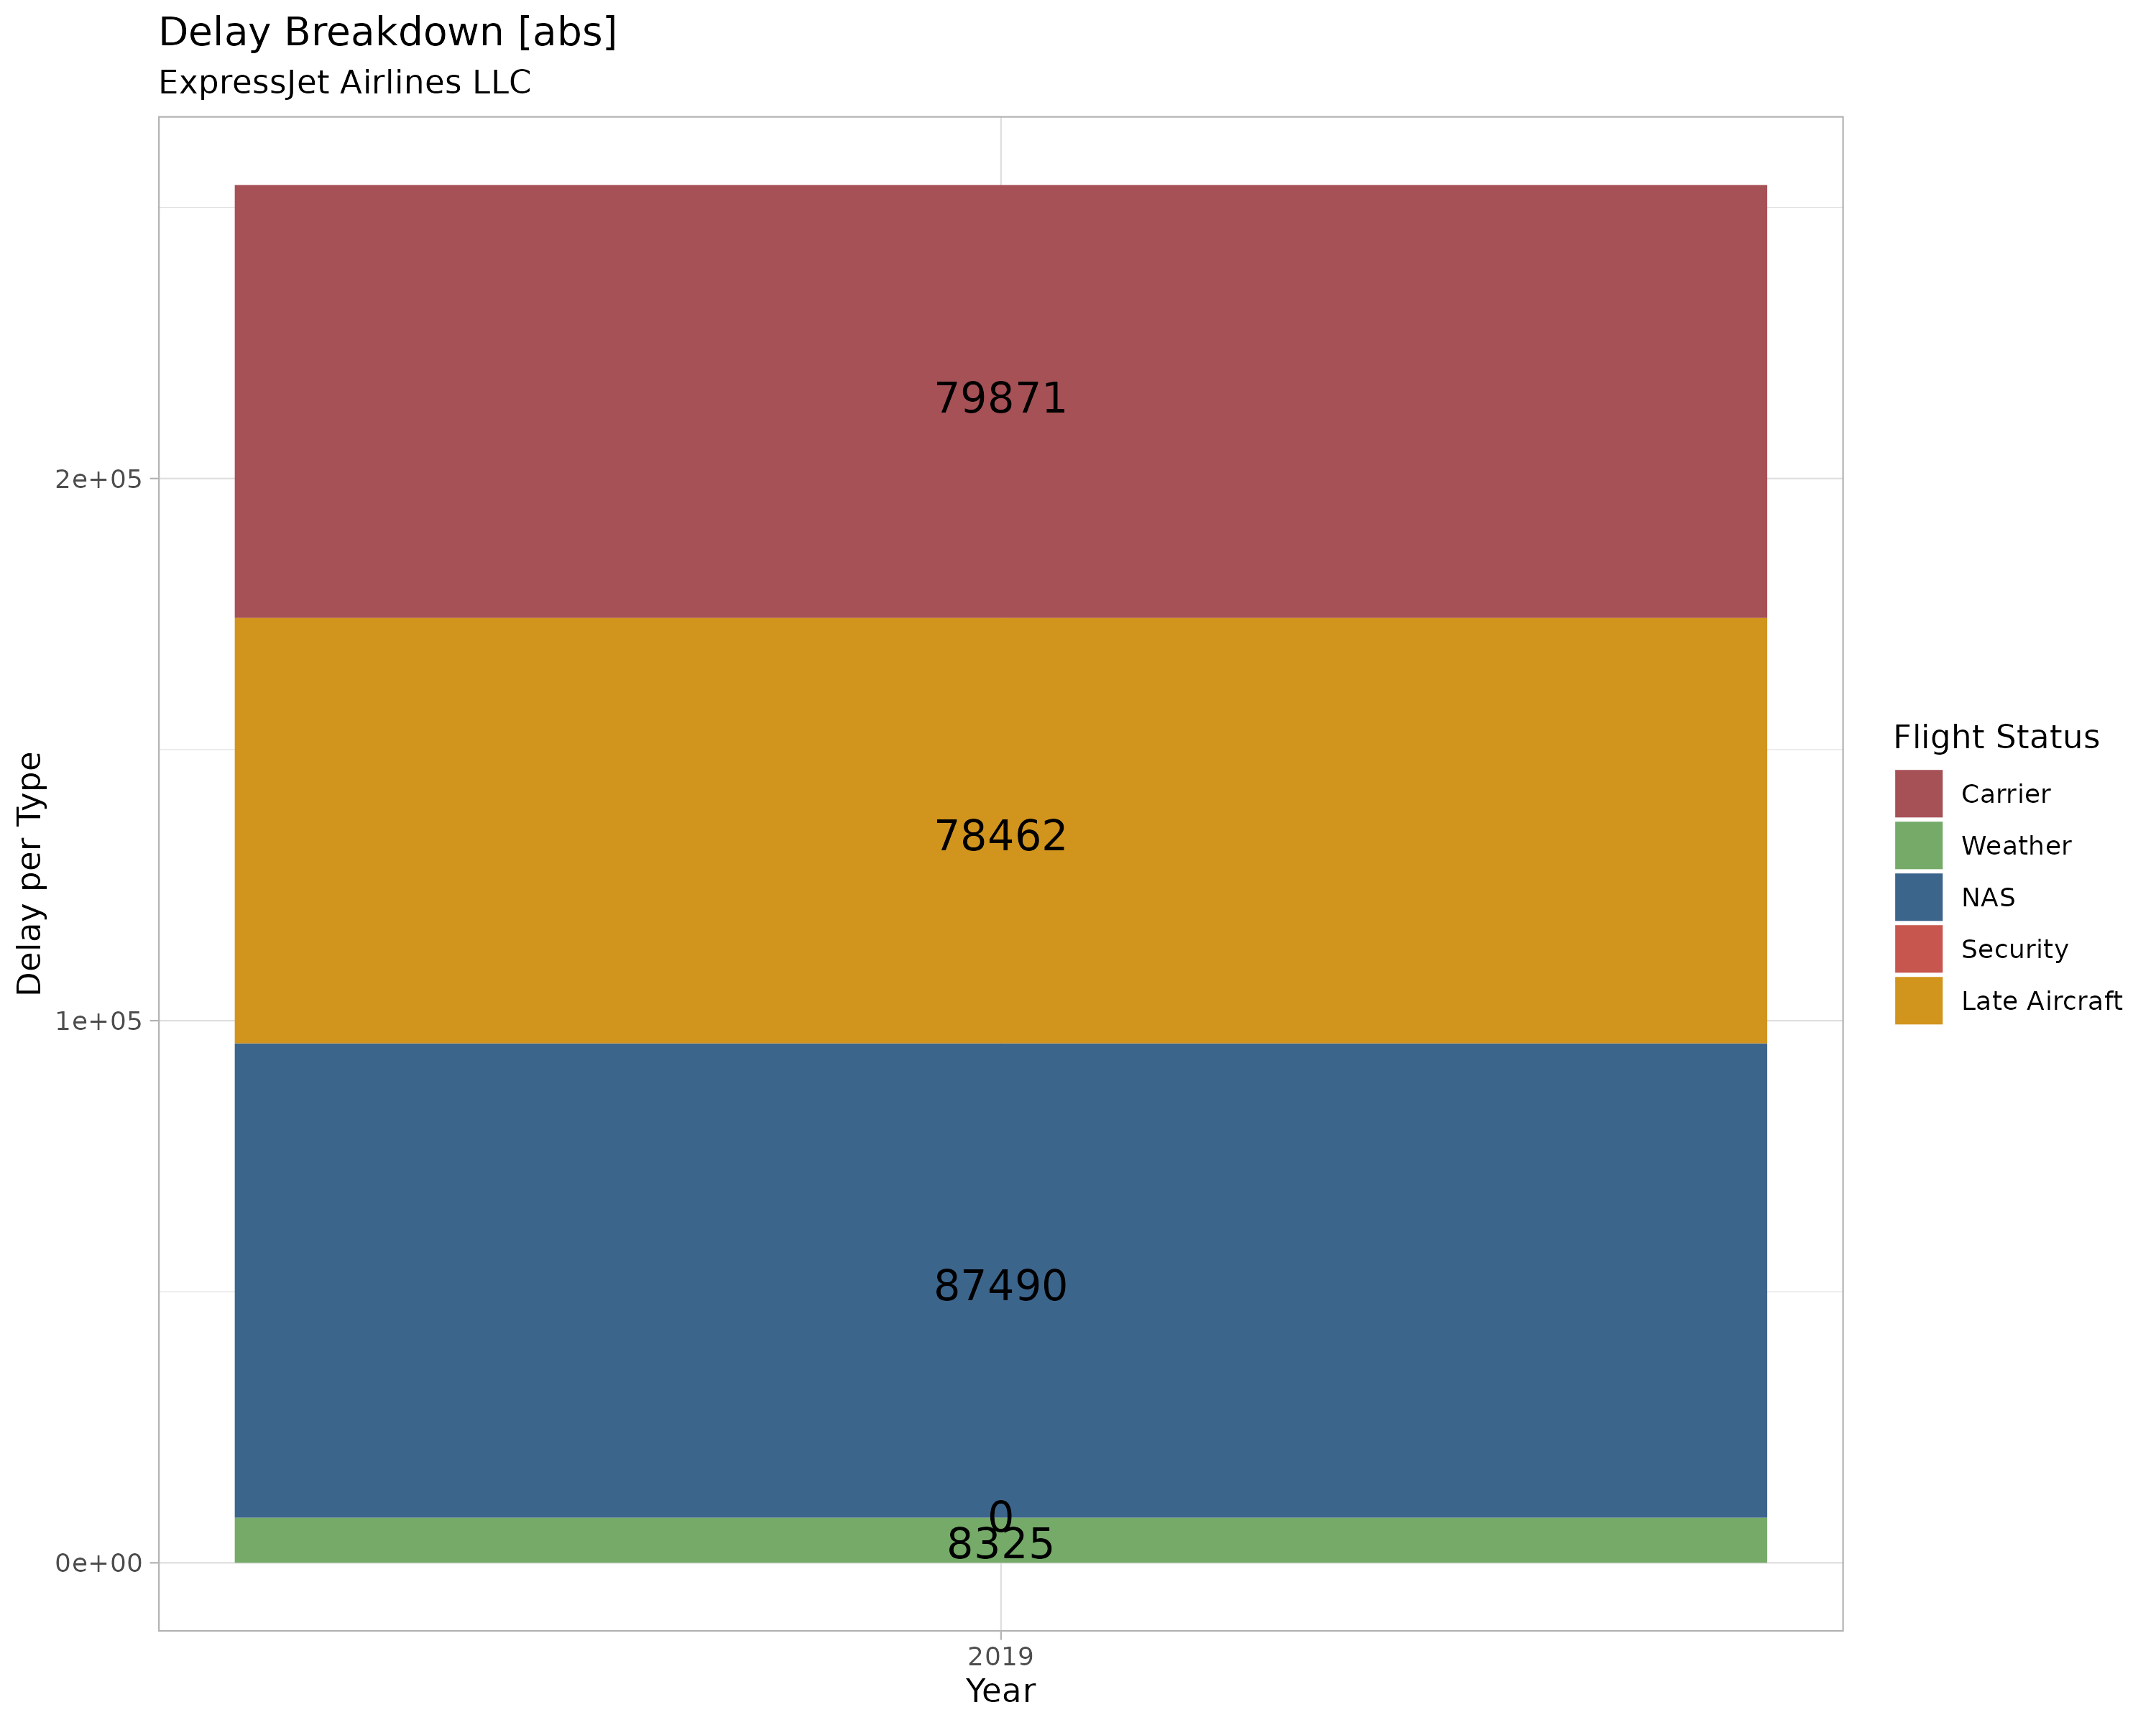 Delay Breakdown [abs]
ExpressJet Airlines LLC
Delay per Type
2e+05
1e+05
0e+00
79871
78462
87490
0
8325
2019
Year
Flight Status
Carrier
Weather
NAS
Security
Late Aircraft